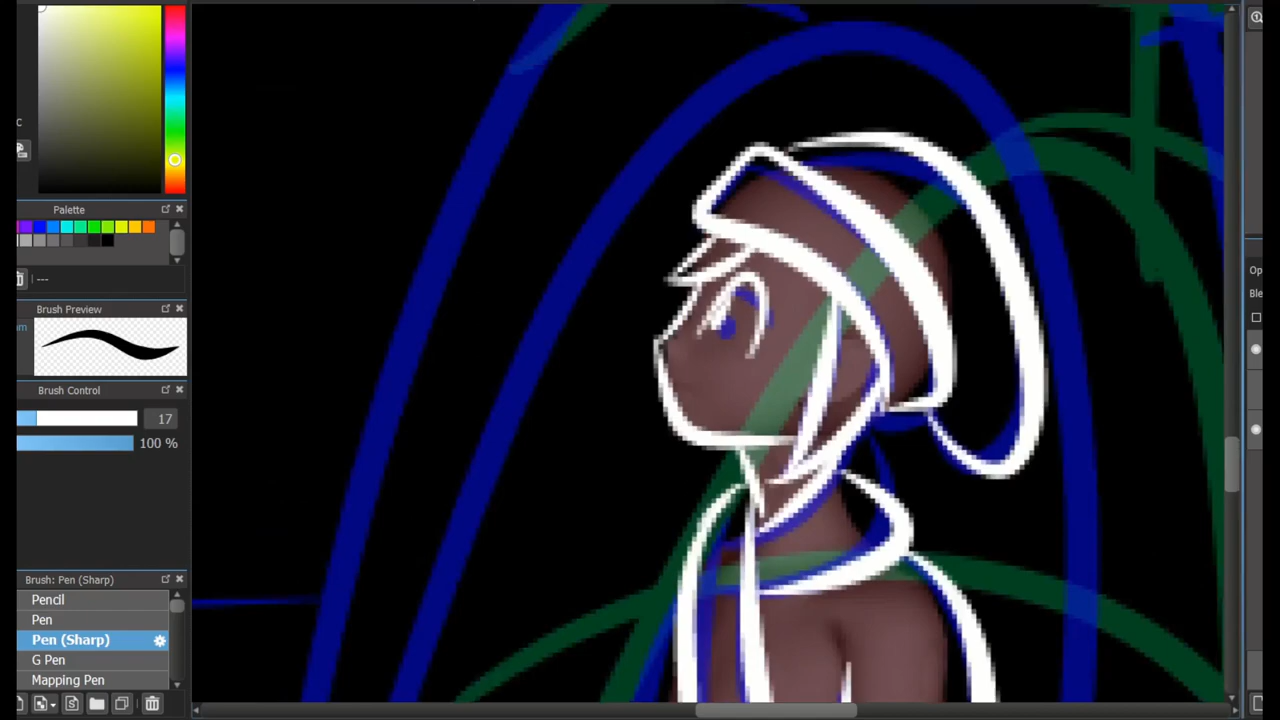 c
Palette
---
Brush Preview
am
Brush Control
17
100 %
Brush: Pen (Sharp)
Pencil
Pen
Pen (Sharp)
G Pen
Mapping Pen
Op
Ble